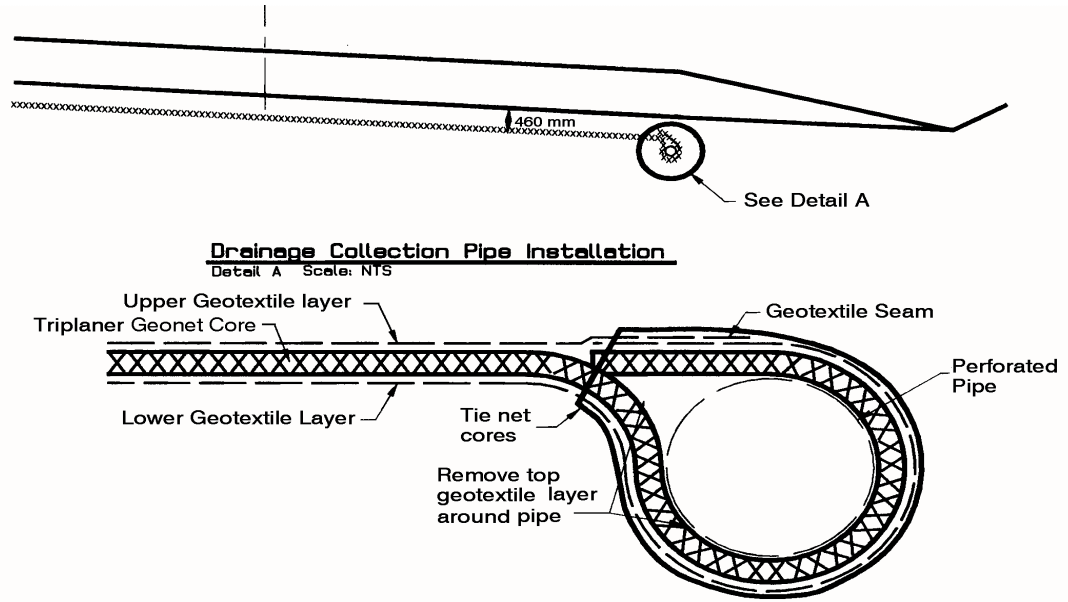 460 mm
See Detail A
Drainage Collection Pipe Installation
Detail A Scale: NTS
Upper Geotextile layer
Triplaner Geonet Core
Geotextile Seam
Perforated
Pipe
Lower Geotextile Layer
Tie net
cores
Remove top
geotextile layer
around pipe